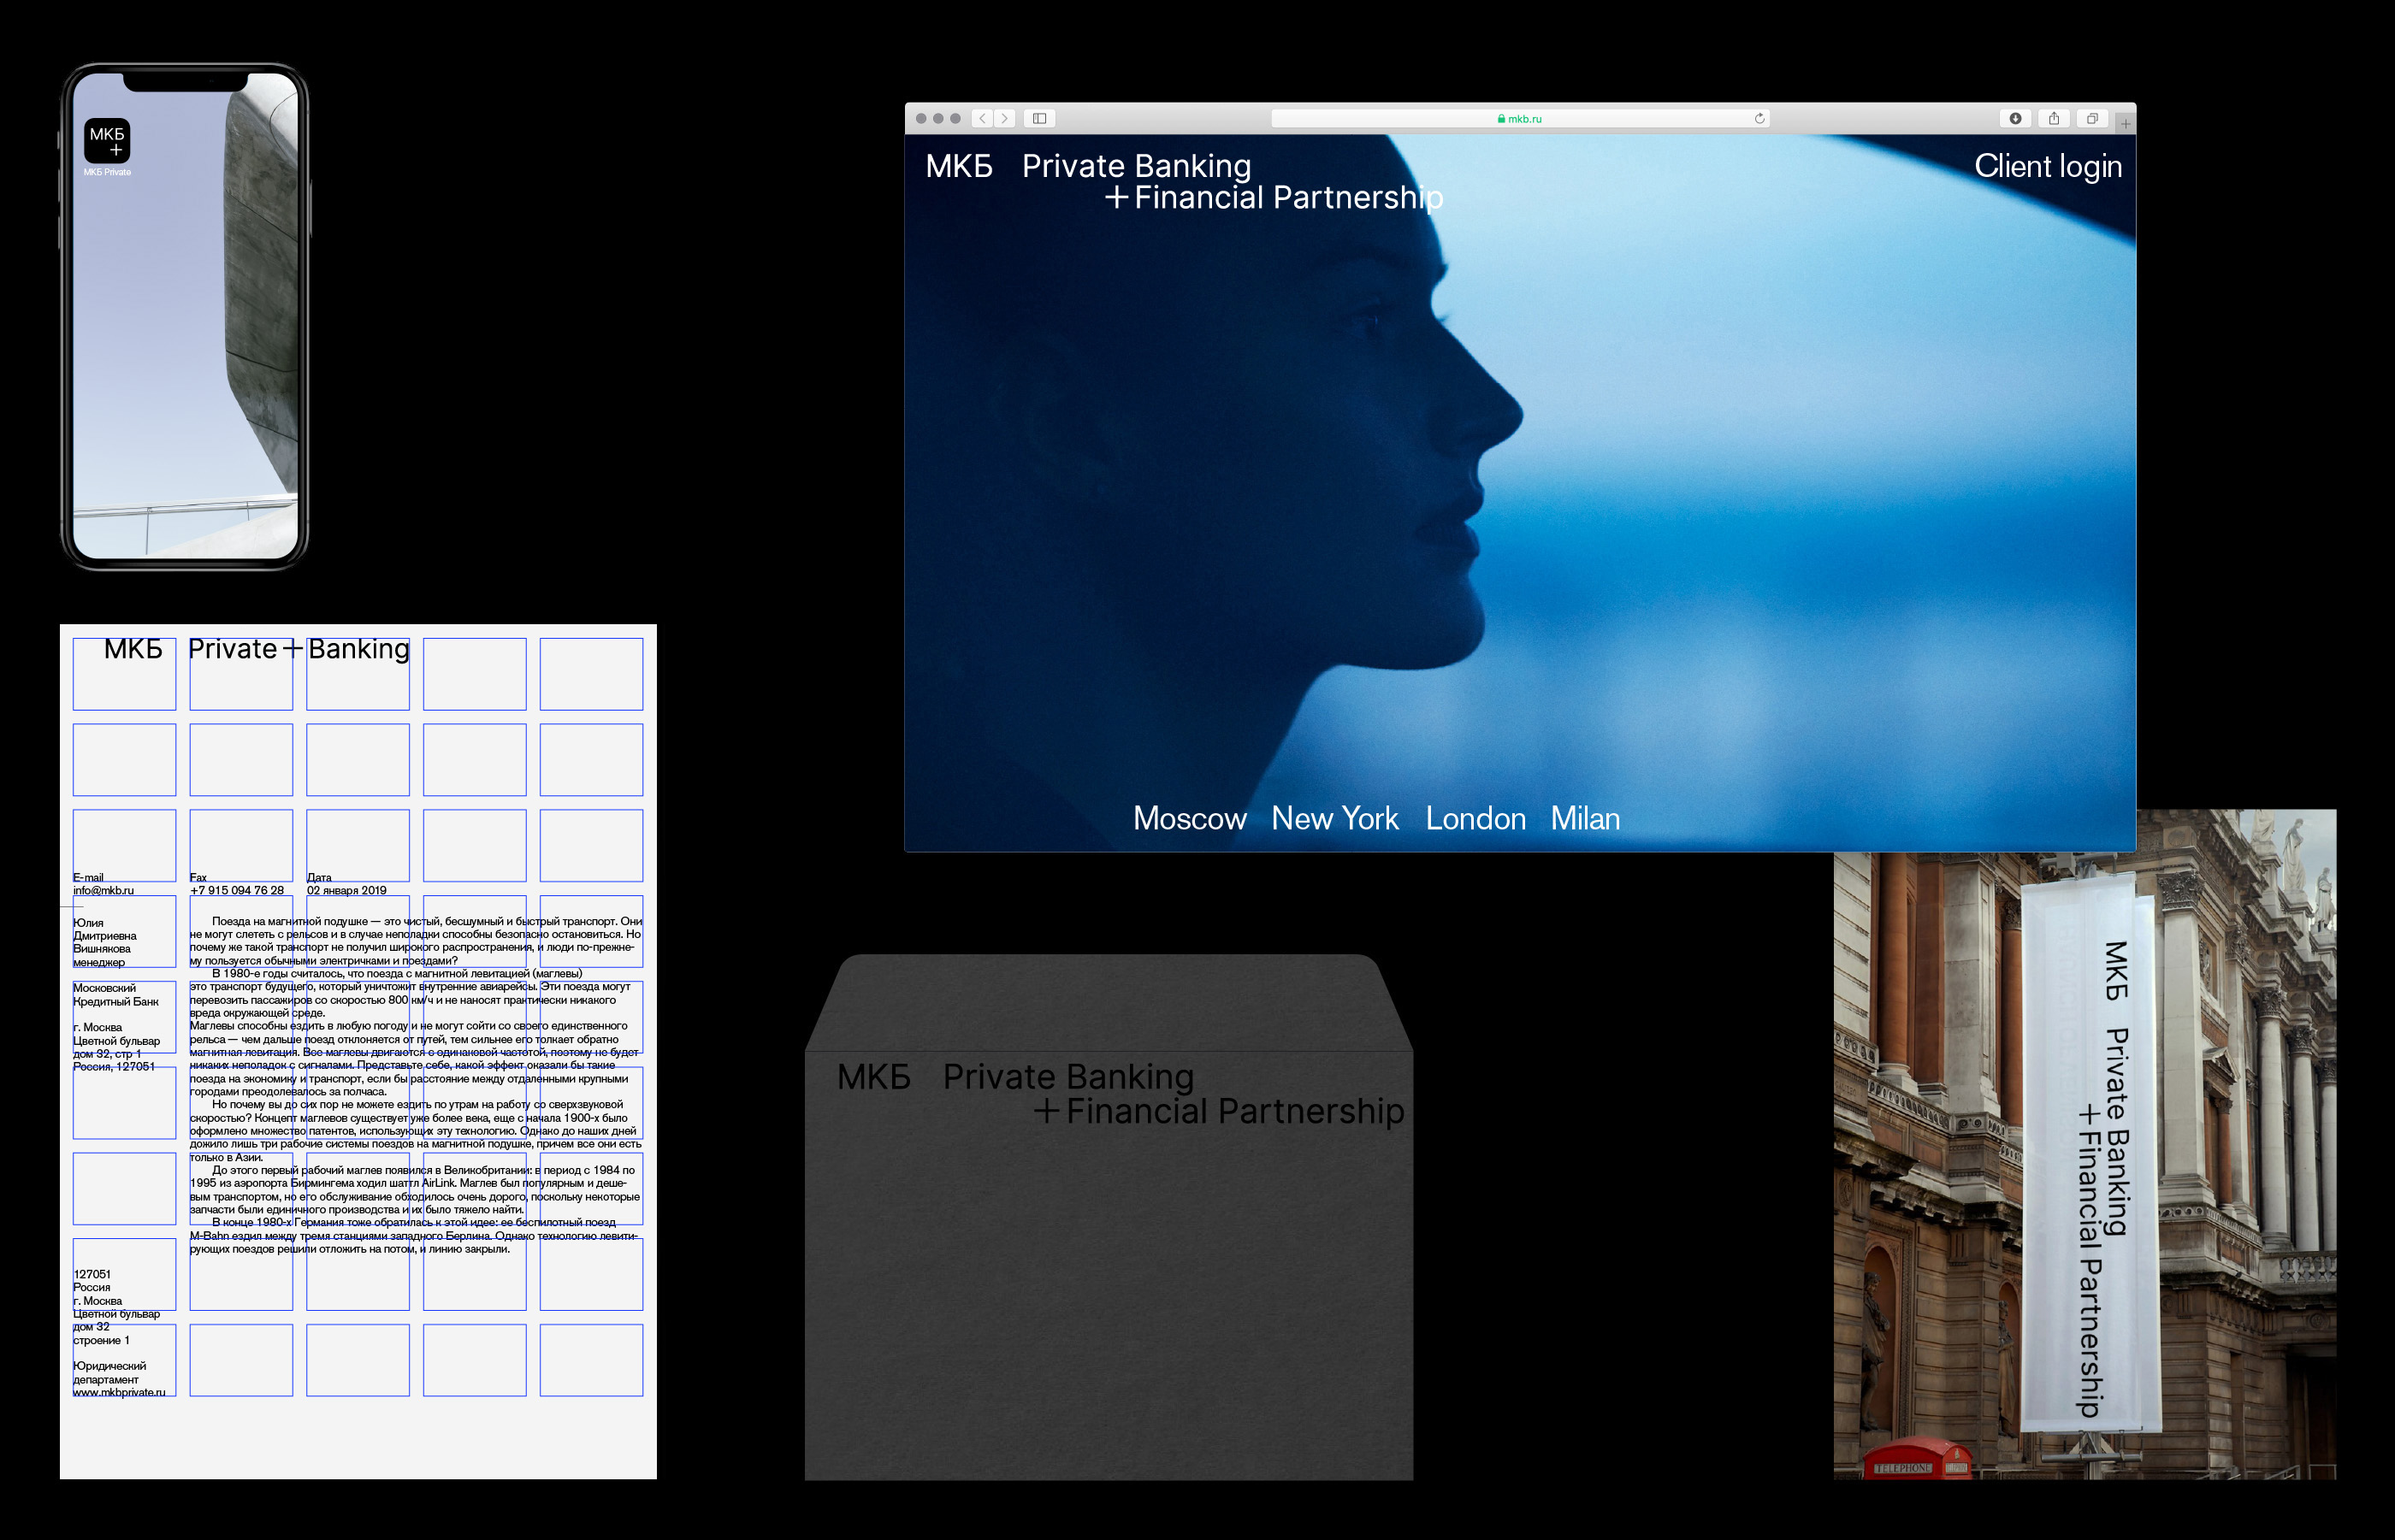 МКБ
+
МКБ Private
mkb.ru
МКБ Private Banking
+Financial Partnership
Client login
Moscow New York London Milan
МКБ Private+Banking
E-mail
info@mkb.ru
Fax
+7 915 094 76 28
Дата
02 января 2019
Юлия
Дмитриевна
Вишнякова
менеджер
Московский
Кредитный Банк
г. Москва
Цветной бульвар
дом 32, стр 1
Россия, 127051
Поезда на магнитной подушке — это чистый, бесшумный и быстрый транспорт. Они
не могут слететь с рельсов и в случае неполадки способны безопасно остановиться. Но
почему же такой транспорт не получил широкого распространения, и люди по-прежне-
му пользуется обычными электричками и поездами?
В 1980-е годы считалось, что поезда с магнитной левитацией (маглевы)
это транспорт будущего, который уничтожит внутренние авиарейсы. Эти поезда могут
перевозить пассажиров со скоростью 800 км/ч и не наносят практически никакого
вреда окружающей среде.
Маглевы способны ездить в любую погоду и не могут сойти со своего единственного
рельса — чем дальше поезд отклоняется от путей, тем сильнее его толкает обратно
магнитная левитация. Все маглевы двигаются с одинаковой частотой, поэтому не будет
никаких неполадок с сигналами. Представьте себе, какой эффект оказали бы такие
поезда на экономику и транспорт, если бы расстояние между отдаленными крупными
городами преодолевалось за полчаса.
Но почему вы до сих пор не можете ездить по утрам на работу со сверхзвуковой
скоростью? Концепт маглевов существует уже более века, еще с начала 1900-х было
оформлено множество патентов, использующих эту технологию. Однако до наших дней
дожило лишь три рабочие системы поездов на магнитной подушке, причем все они есть
только в Азии.
До этого первый рабочий маглев появился в Великобритании: в период с 1984 по
1995 из аэропорта Бирмингема ходил шаттл AirLink. Маглев был популярным и деше-
вым транспортом, но его обслуживание обходилось очень дорого, поскольку некоторые
запчасти были единичного производства и их было тяжело найти.
В конце 1980-х Германия тоже обратилась к этой идее: ее беспилотный поезд
M-Bahn ездил между тремя станциями западного Берлина. Однако технологию левити-
рующих поездов решили отложить на потом, и линию закрыли.
127051
Россия
г. Москва
Цветной бульвар
дом 32
строение 1
Юридический
департамент
www.mkbprivate.ru
МКБ Private Banking
+Financial Partnership
МКБ Private Banking
+Financial Partnership
TELEPHONE